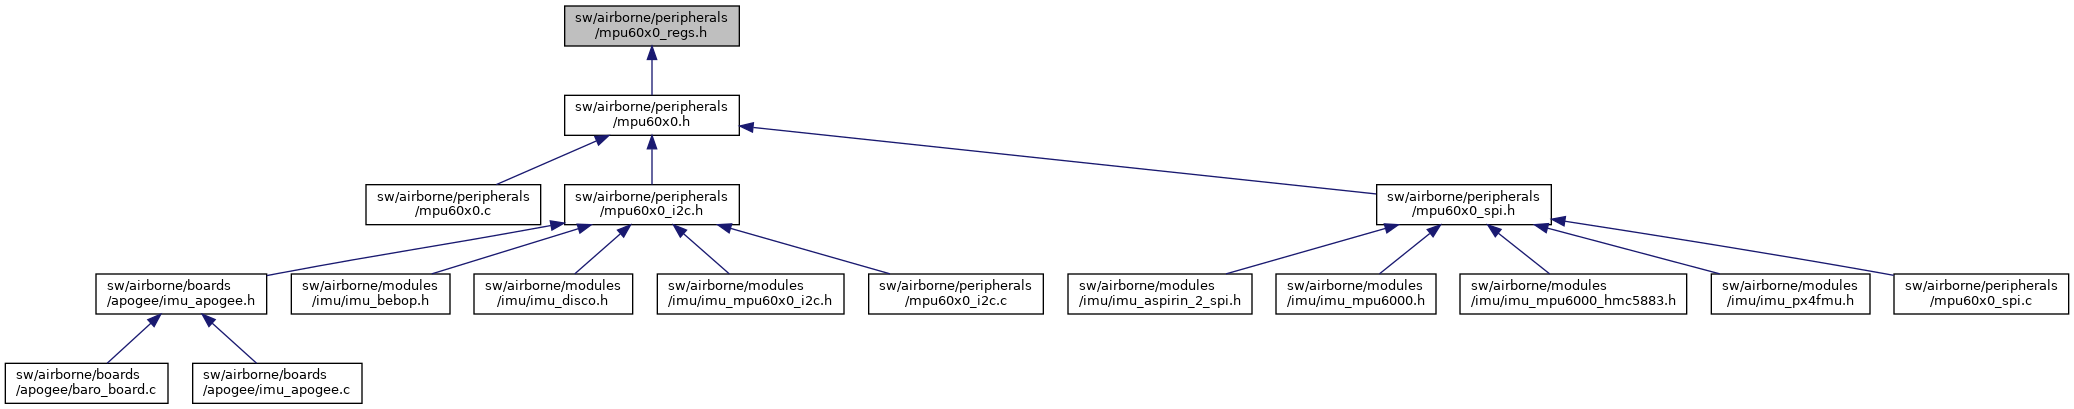 sw/airborne/peripherals
/mpu60x0_regs.h
sw/airborne/peripherals
/mpu60x0.h
sw/airborne/peripherals
/mpu60x0.c
sw/airborne/peripherals
/mpu60x0_i2c.h
sw/airborne/peripherals
/mpu60x0_spi.h
sw/airborne/boards
/apogee/imu_apogee.h
sw/airborne/modules
/imu/imu_bebop.h
sw/airborne/modules
/imu/imu_disco.h
sw/airborne/modules
/imu/imu_mpu60x0_i2c.h
sw/airborne/peripherals
/mpu60x0_i2c.c
sw/airborne/modules
/imu/imu_aspirin_2_spi.h
sw/airborne/modules
/imu/imu_mpu6000.h
sw/airborne/modules
/imu/imu_mpu6000_hmc5883.h
sw/airborne/modules
/imu/imu_px4fmu.h
sw/airborne/peripherals
/mpu60x0_spi.c
sw/airborne/boards
/apogee/baro_board.c
sw/airborne/boards
/apogee/imu_apogee.c